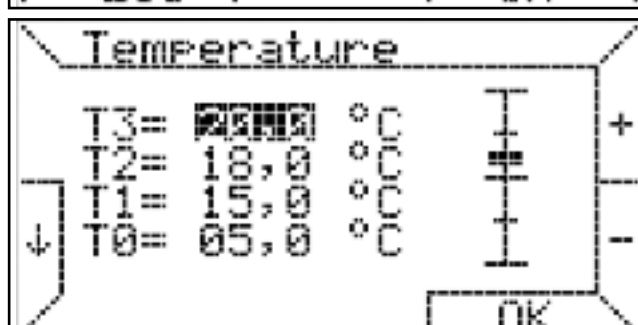 Temperature
T3= °C
+
T2= 18,0 °C
T1= 15,0 °C
↓
T0= 05,0 °C
-
OK